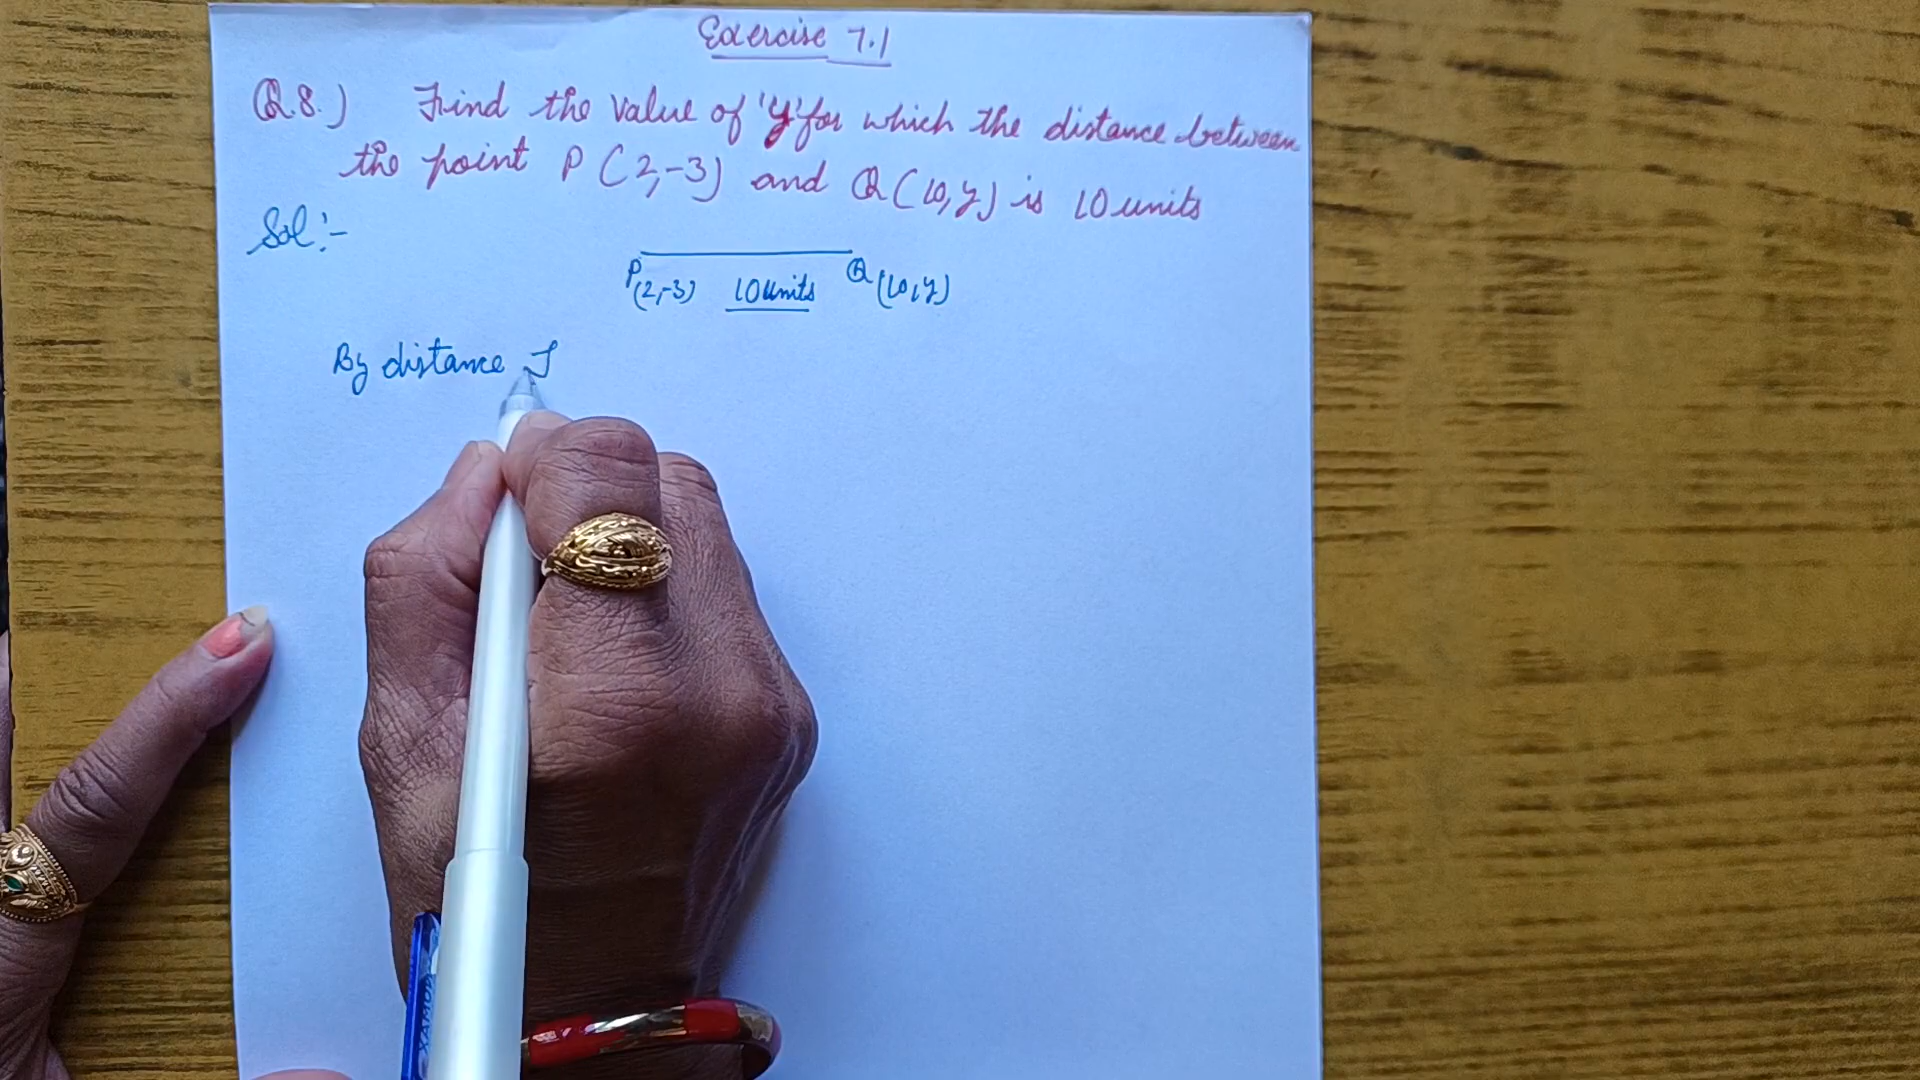 Exercise 7.1
Q.8.) Find the value of 'y' for which the distance between
the point P (2,-3) and Q (10,y) is 10 units
Sol:-
P (2,-3) 10units Q (10,y)
By distance
XAMO